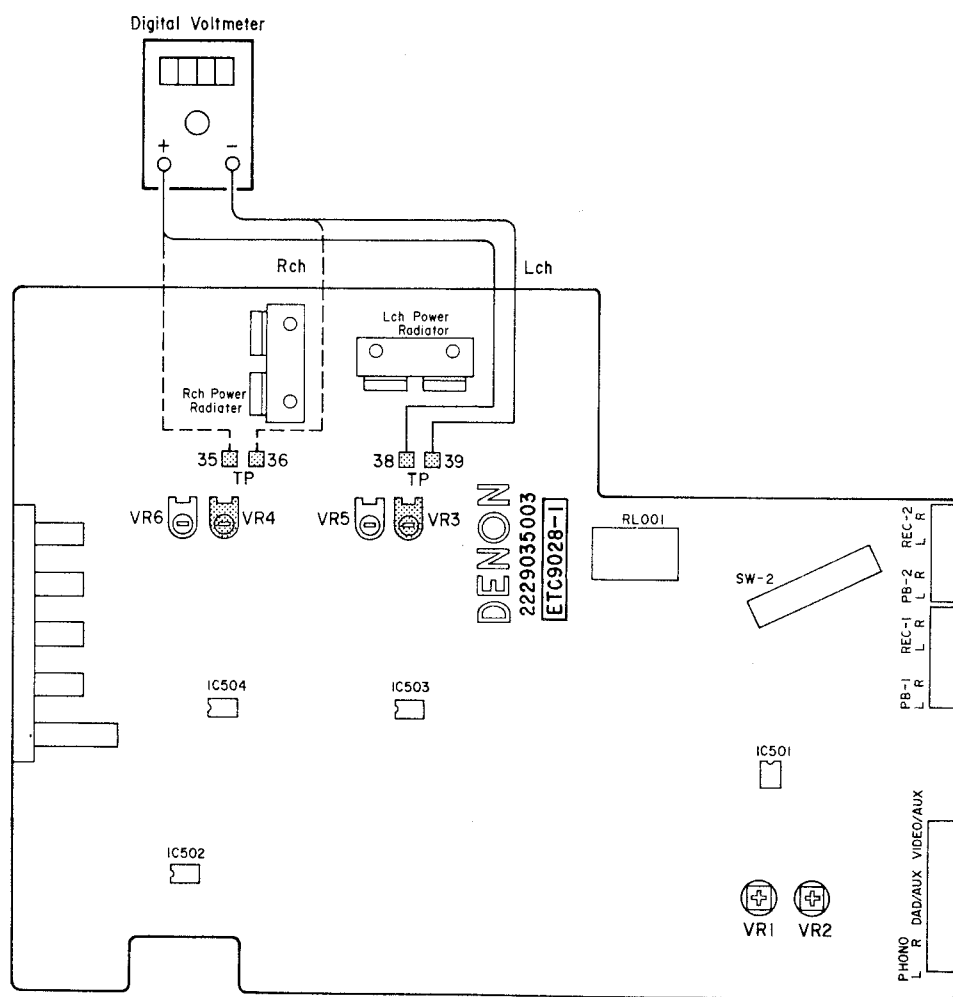 Digital Voltmeter
+ −
Rch
Lch
Lch Power
Radiator
Rch Power
Radiater
35 36
TP
38 39
TP
VR6
VR4
VR5
VR3
DENON
2229035003
ETC9028-1
RL001
SW-2
REC-2
L R
PB-2
L R
REC-1
L R
PB-1
L R
IC504
IC503
IC501
IC502
VR1
VR2
PHONO DAD/AUX VIDEO/AUX
L R